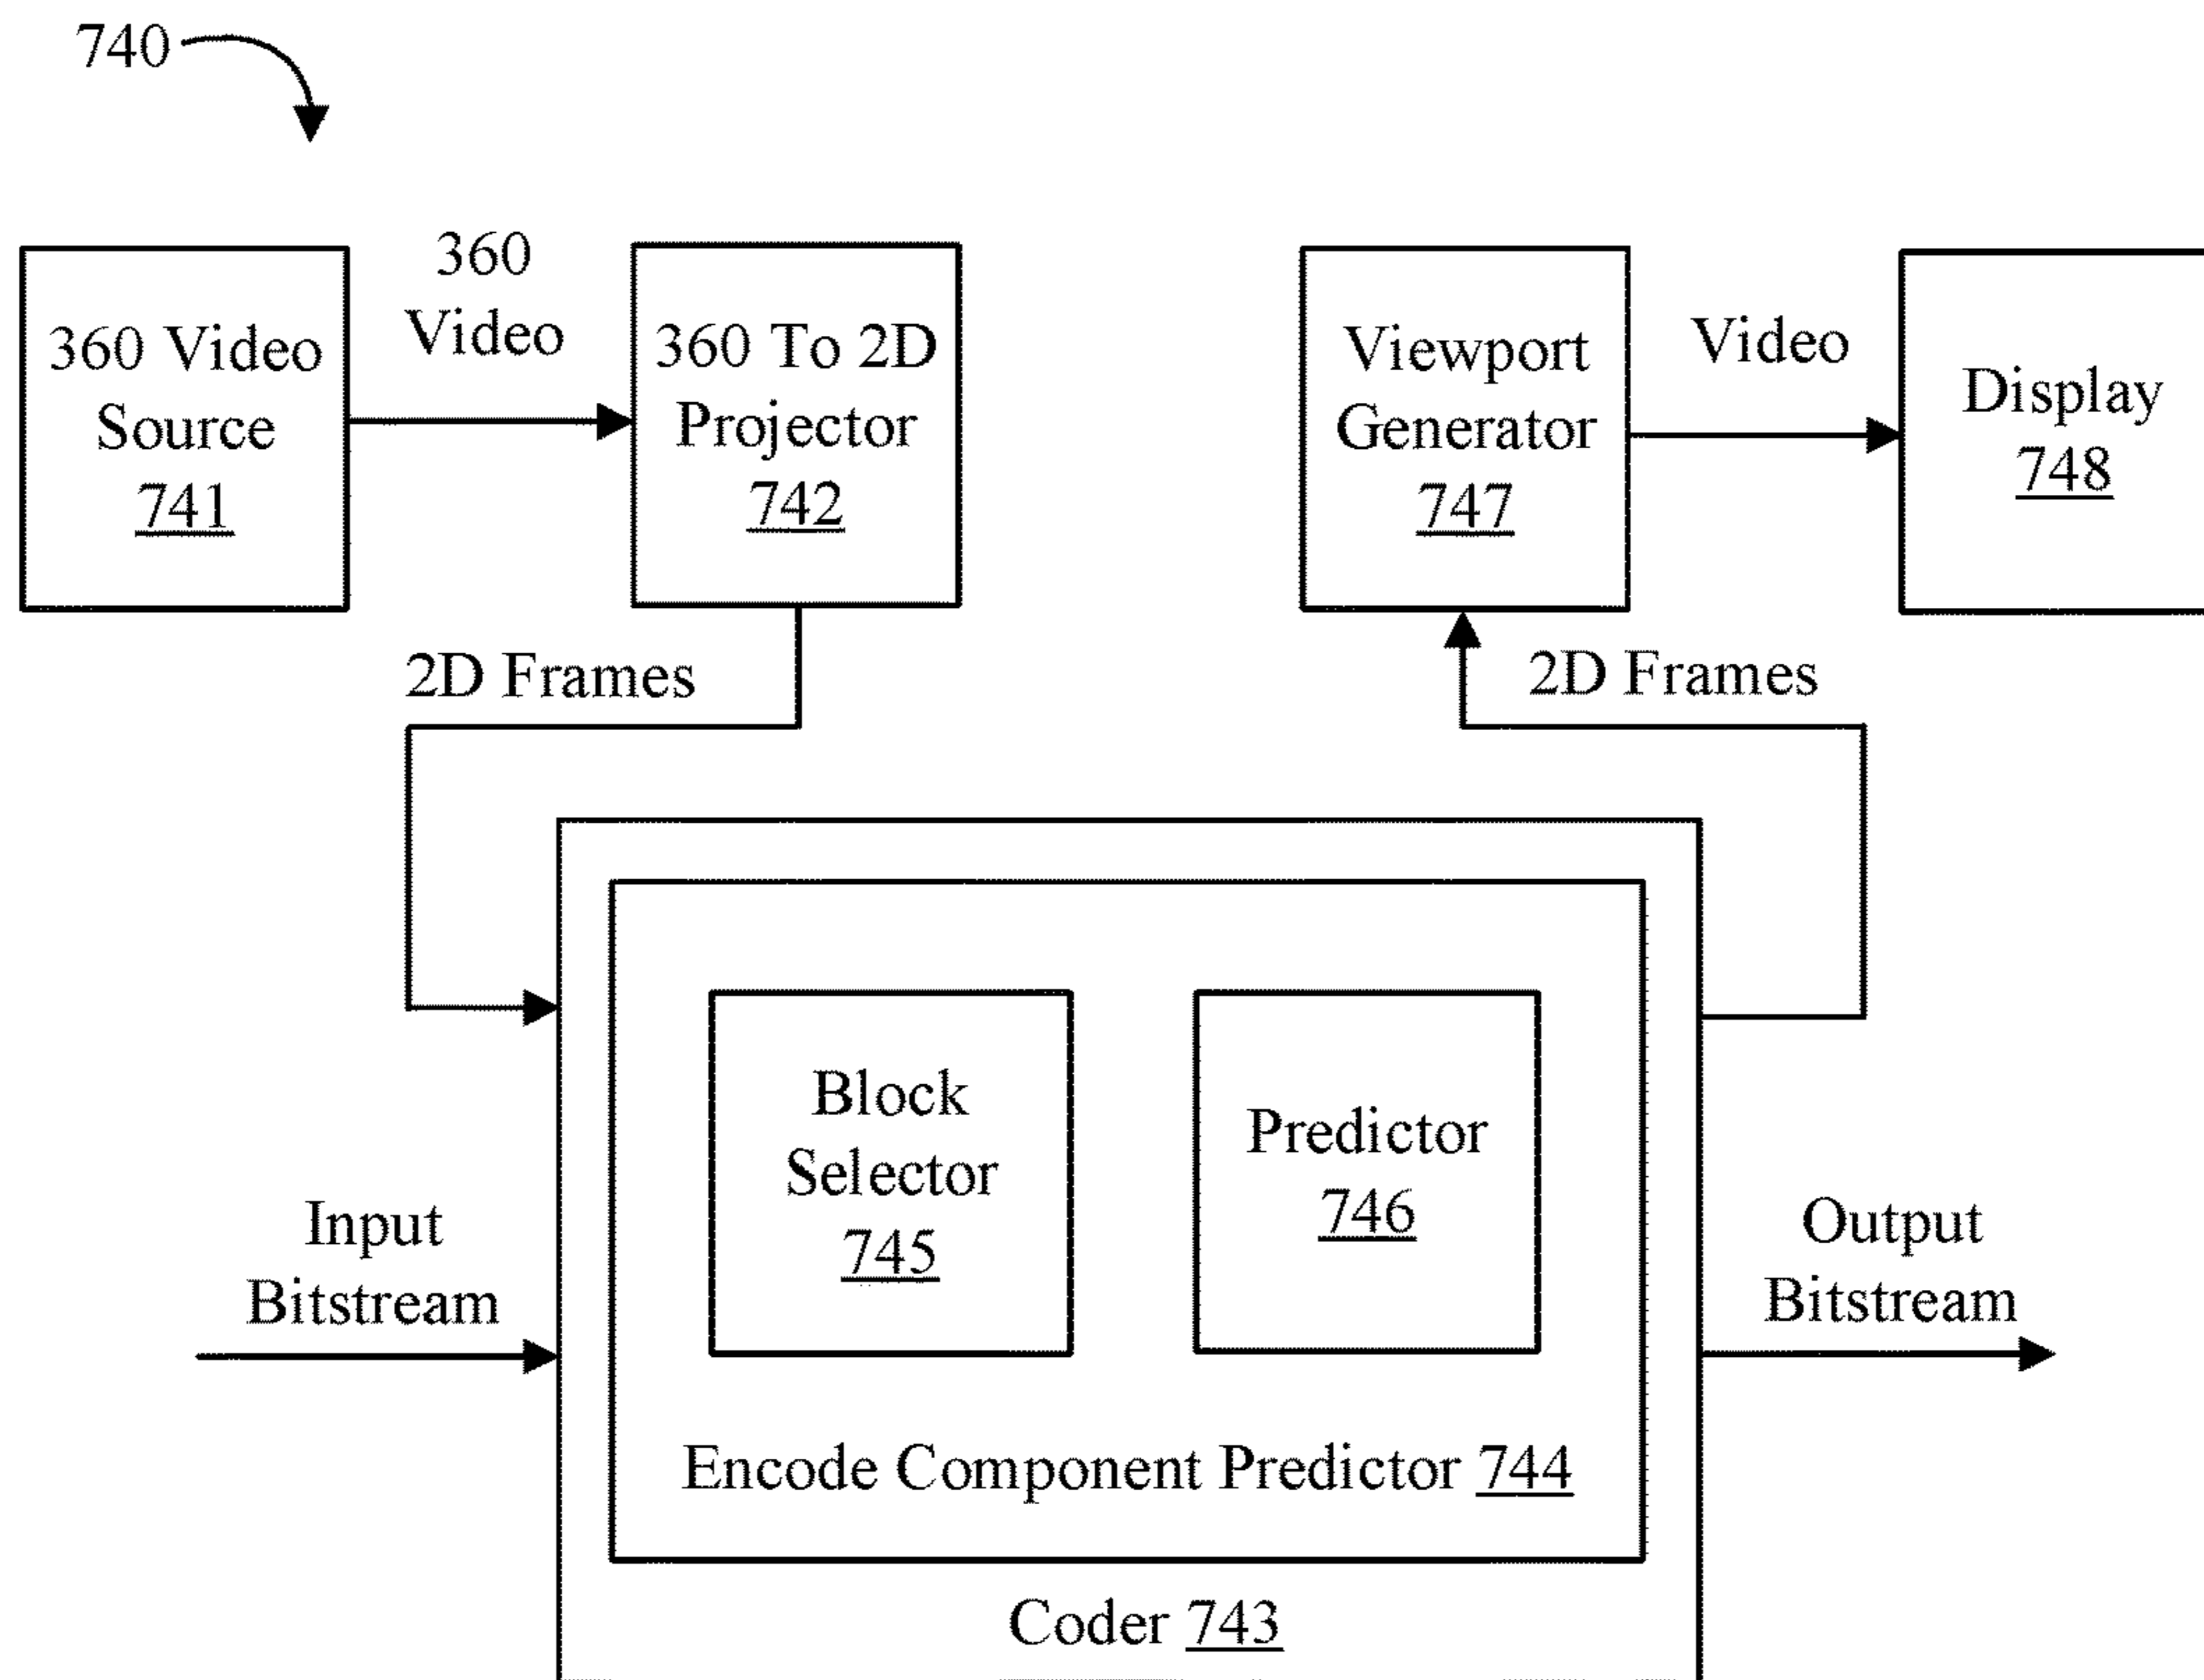 740
360 Video
Source
741
360
Video
360 To 2D
Projector
742
Viewport
Generator
747
Video
Display
748
2D Frames
2D Frames
Block
Selector
745
Predictor
746
Input
Bitstream
Output
Bitstream
Encode Component Predictor 744
Coder 743